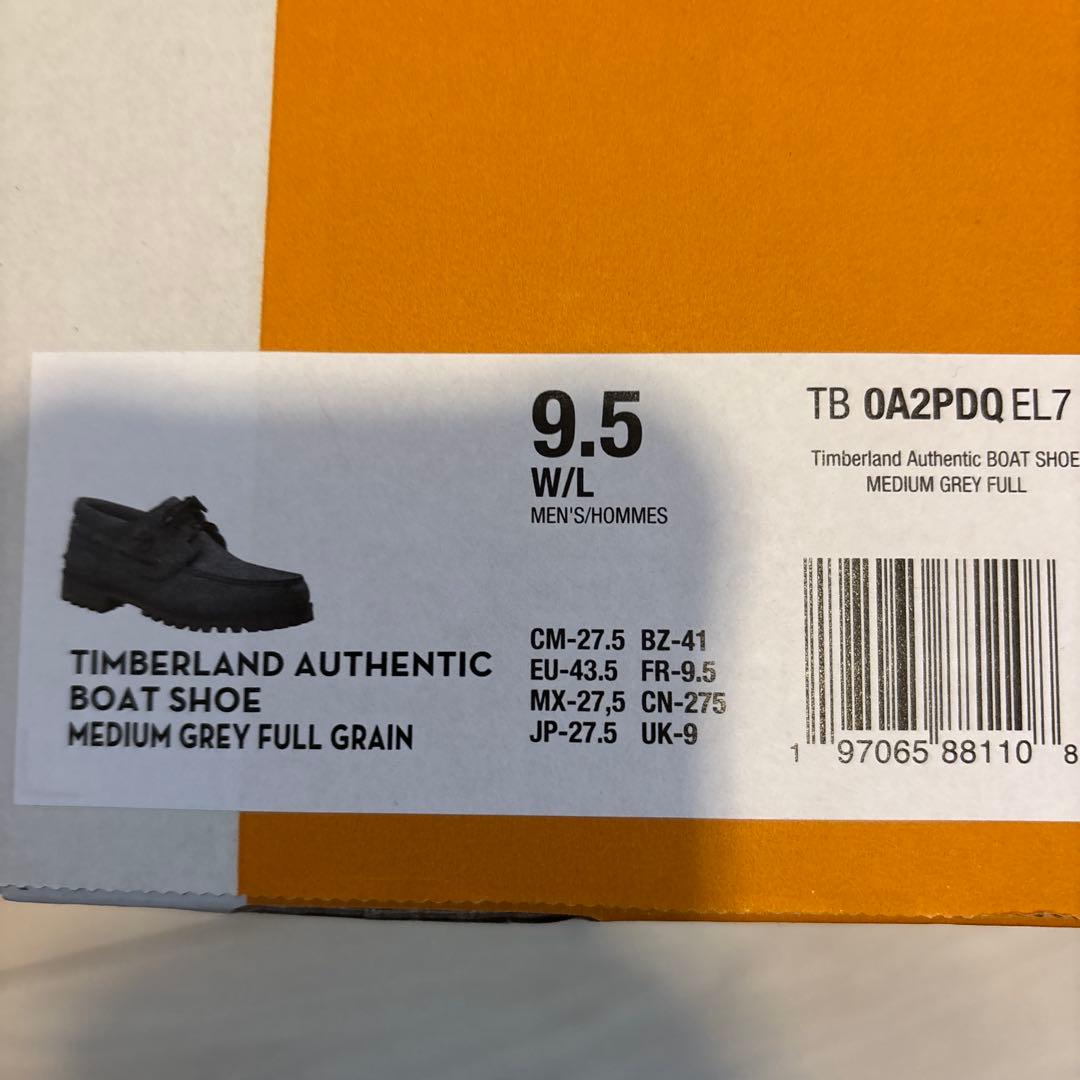 9.5
W/L
MEN'S/HOMMES
TB 0A2PDQ EL7
Timberland Authentic BOAT SHOE
MEDIUM GREY FULL
TIMBERLAND AUTHENTIC
BOAT SHOE
MEDIUM GREY FULL GRAIN
CM-27.5 BZ-41
EU-43.5 FR-9.5
MX-27,5 CN-275
JP-27.5 UK-9
1 97065 88110 8